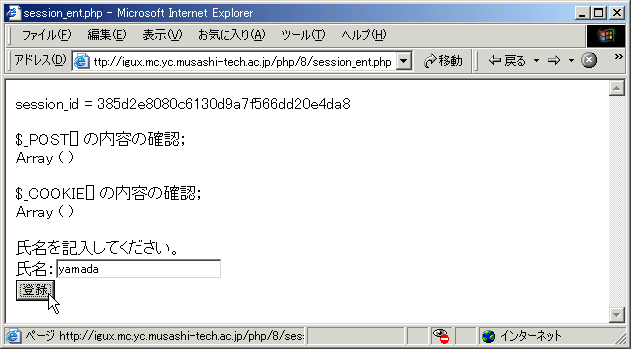 session_ent.php - Microsoft Internet Explorer
ファイル(F) 編集(E) 表示(V) お気に入り(A) ツール(T) ヘルプ(H)
アドレス(D) ttp://igux.mc.yc.musashi-tech.ac.jp/php/8/session_ent.php 移動 戻る
session_id = 385d2e8080c6130d9a7f566dd20e4da8
$_POST[] の内容の確認;
Array ( )
$_COOKIE[] の内容の確認;
Array ( )
氏名を記入してください。
氏名: yamada
登録
ページ http://igux.mc.yc.musashi-tech.ac.jp/php/8/ses インターネット